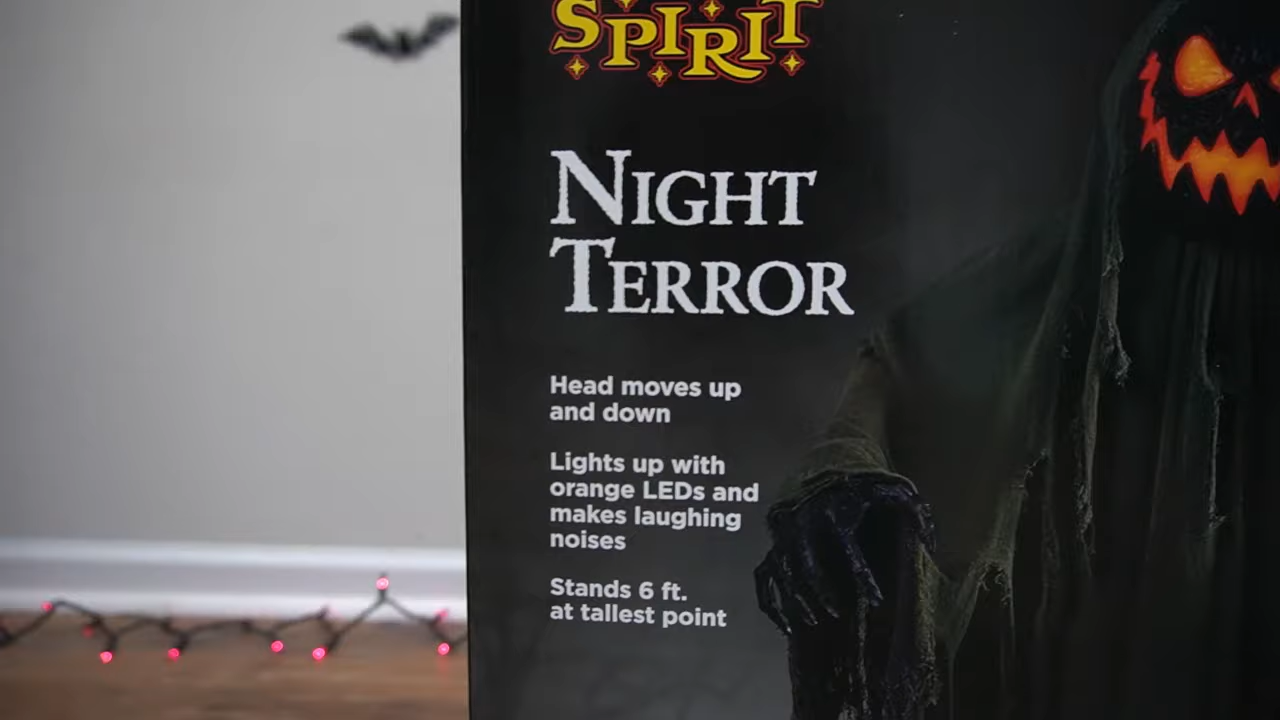 SPIRIT
NIGHT
TERROR
Head moves up
and down
Lights up with
orange LEDs and
makes laughing
noises
Stands 6 ft.
at tallest point